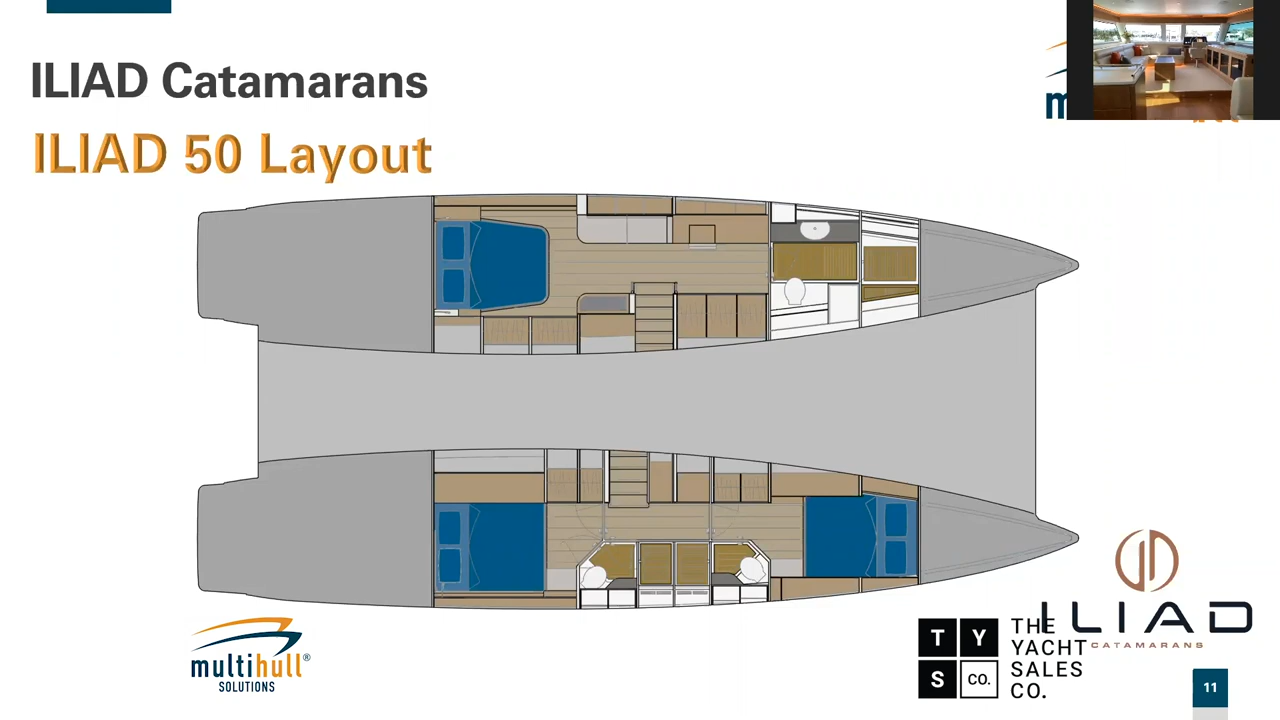 ILIAD Catamarans
ILIAD 50 Layout
multihull®
SOLUTIONS
T Y
S CO.
THE
YACHT
SALES
CO.
ILIAD
CATAMARANS
11